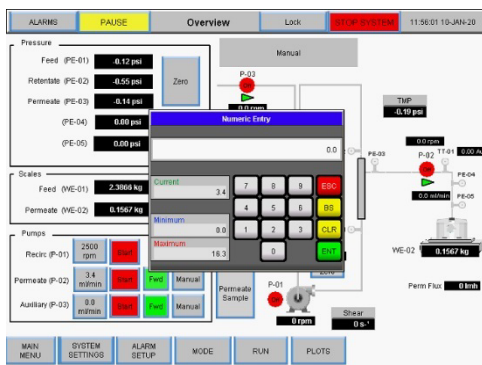 ALARMS PAUSE Overview Lock STOP SYSTEM 11:56:01 10-JAN-20
Pressure
Feed (PE-01) -0.12 psi
Retentate (PE-02) -0.55 psi
Permeate (PE-03) -0.14 psi
(PE-04) 0.00 psi
(PE-05) 0.00 psi
Zero
Manual
P-03
0.0 rpm
TMP
-0.19 psi
Numeric Entry
0.0
Current
3.4
Minimum
0.0
Maximum
16.3
7 8 9 ESC
4 5 6 BS
1 2 3 CLR
0 ENT
PE-03
0.0 rpm
P-02
TT-01 0.00 
PE-04
0.0 ml/min
PE-05
WE-02 0.1567 kg
Perm Flux 0 lmh
Scales
Feed (WE-01) 2.3866 kg
Permeate (WE-02) 0.1567 kg
Pumps
Recirc (P-01) 2500 rpm Start
Permeate (P-02) 3.4 ml/min Start Fwd Manual
Auxiliary (P-03) 0.0 ml/min Start Fwd Manual
Permeate
Sample
P-01
0 rpm
Shear
0 s-¹
MAIN MENU
SYSTEM SETTINGS
ALARM SETUP
MODE
RUN
PLOTS